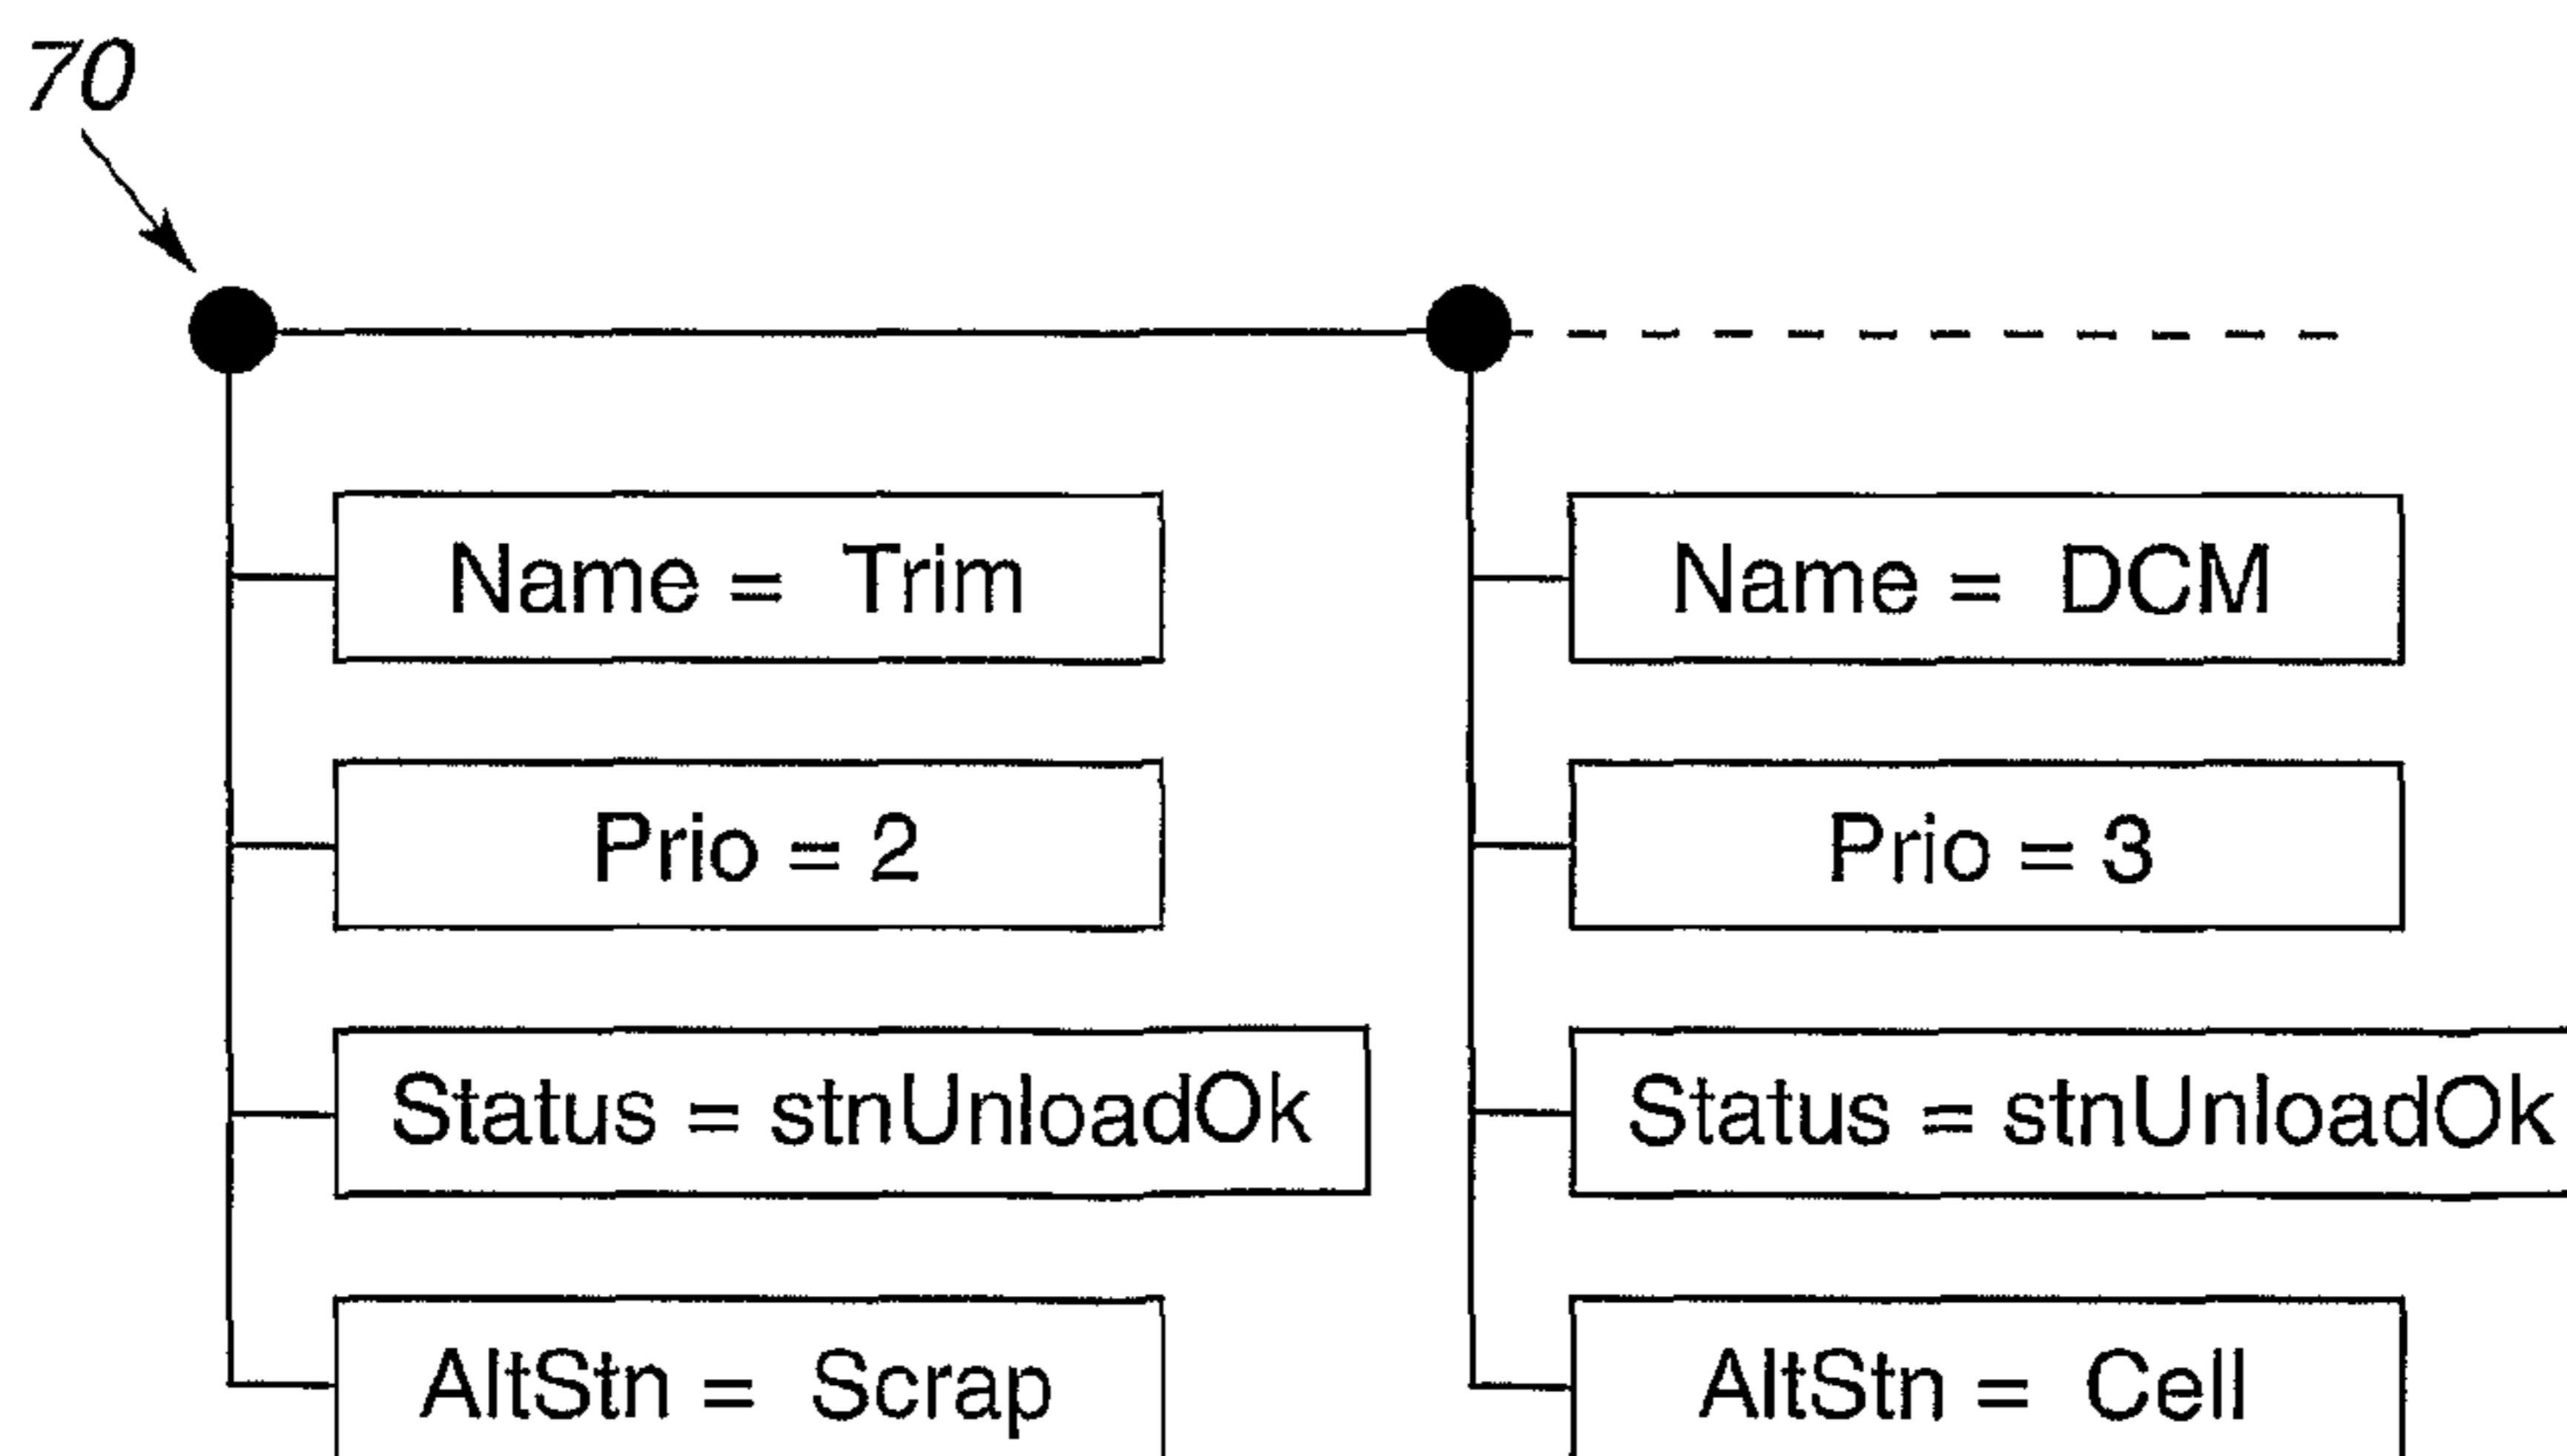 70
Name = Trim
Name = DCM
Prio = 2
Prio = 3
Status = stnUnloadOk
Status = stnUnloadOk
AltStn = Scrap
AltStn = Cell